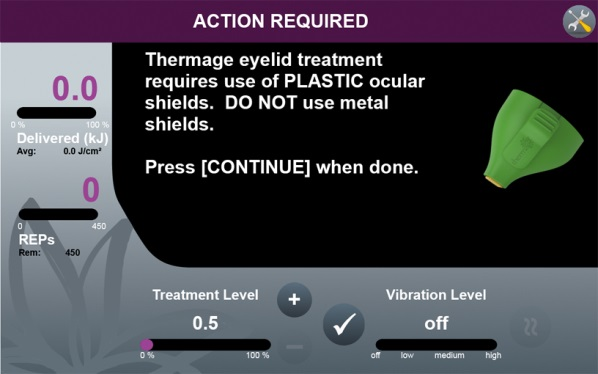 ACTION REQUIRED
Thermage eyelid treatment
requires use of PLASTIC ocular
shields. DO NOT use metal
shields.
Press [CONTINUE] when done.
0.0
0 % 100 %
Delivered (kJ)
Avg: 0.0 J/cm²
0
0 450
REPs
Rem: 450
Treatment Level
+
0.5
−
0 % 100 %
Vibration Level
off
off low medium high